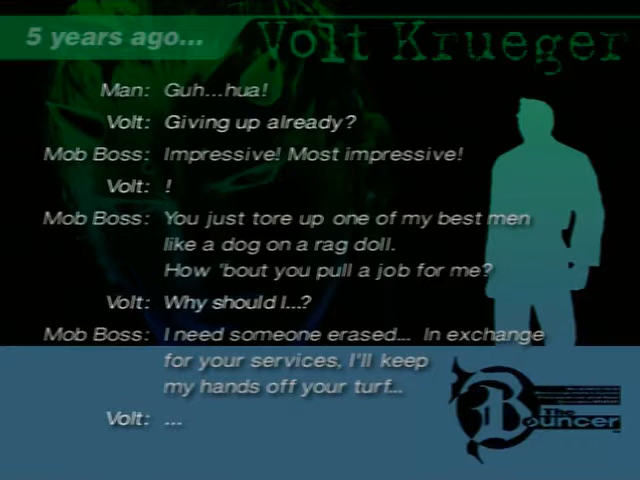 5 years ago...
Volt Krueger
Man: Guh...hua!
Volt: Giving up already?
Mob Boss: Impressive! Most impressive!
Volt: !
Mob Boss: You just tore up one of my best men
like a dog on a rag doll.
How 'bout you pull a job for me?
Volt: Why should I...?
Mob Boss: I need someone erased... In exchange
for your services, I'll keep
my hands off your turf...
Volt: ...
The
Bouncer